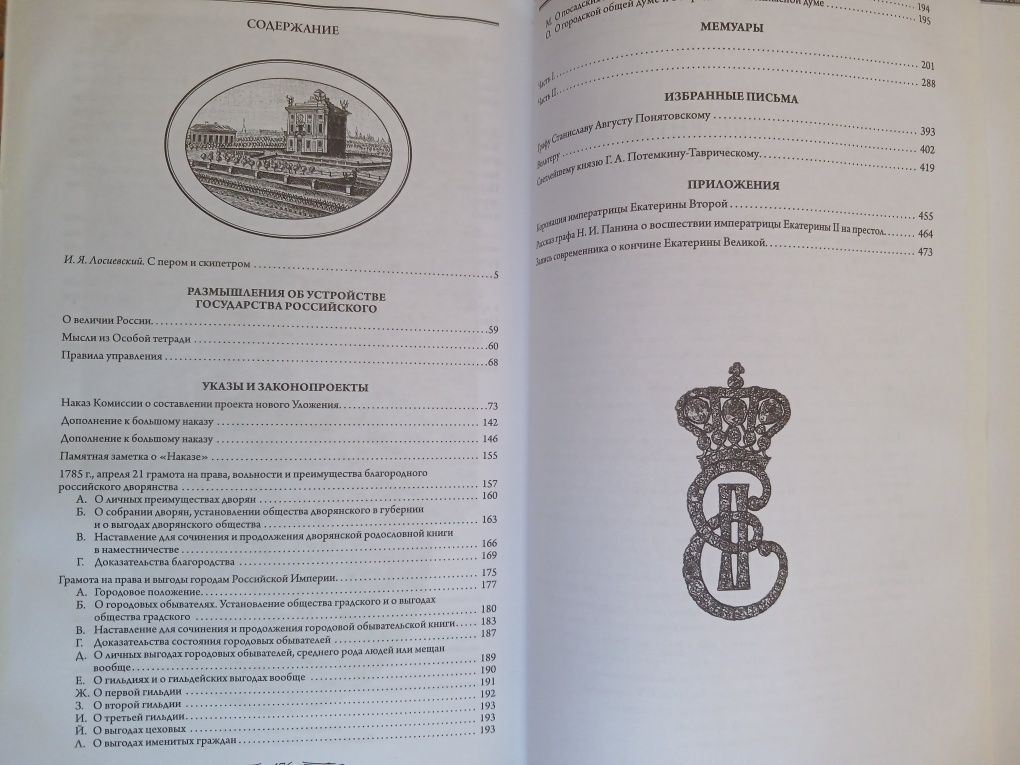 СОДЕРЖАНИЕ
И. Я. Лосиевский. С пером и скипетром ........ 5
РАЗМЫШЛЕНИЯ ОБ УСТРОЙСТВЕ
ГОСУДАРСТВА РОССИЙСКОГО
О величии России ........ 59
Мысли из Особой тетради ........ 60
Правила управления ........ 68
УКАЗЫ И ЗАКОНОПРОЕКТЫ
Наказ Комиссии о составлении проекта нового Уложения ........ 73
Дополнение к большому наказу ........ 142
Дополнение к большому наказу ........ 146
Памятная заметка о «Наказе» ........ 155
1785 г., апреля 21 грамота на права, вольности и преимущества благородного
российского дворянства ........ 157
А. О личных преимуществах дворян ........ 160
Б. О собрании дворян, установлении общества дворянского в губернии
и о выгодах дворянского общества ........ 163
В. Наставление для сочинения и продолжения дворянской родословной книги
в наместничестве ........ 166
Г. Доказательства благородства ........ 169
Грамота на права и выгоды городам Российской Империи ........ 175
А. Городовое положение ........ 177
Б. О городовых обывателях. Установление общества градского и о выгодах
общества градского ........ 180
В. Наставление для сочинения и продолжения городовой обывательской книги ........ 183
Г. Доказательства состояния городовых обывателей ........ 187
Д. О личных выгодах городовых обывателей, среднего рода людей или мещан
вообще ........ 189
Е. О гильдиях и о гильдейских выгодах вообще ........ 190
Ж. О первой гильдии ........ 191
З. О второй гильдии ........ 192
И. О третьей гильдии ........ 193
Й. О выгодах цеховых ........ 193
Л. О выгодах именитых граждан ........ 193
М. О посадских ........ 194
О. О городской общей думе и о думе ........ 195
МЕМУАРЫ
Часть I ........ 201
Часть II ........ 288
ИЗБРАННЫЕ ПИСЬМА
Графу Станиславу Августу Понятовскому ........ 393
Вольтеру ........ 402
Светлейшему князю Г. А. Потемкину-Таврическому ........ 419
ПРИЛОЖЕНИЯ
Коронация императрицы Екатерины Второй ........ 455
Рассказ графа Н. И. Панина о восшествии императрицы Екатерины II на престол ........ 464
Запись современника о кончине Екатерины Великой ........ 473